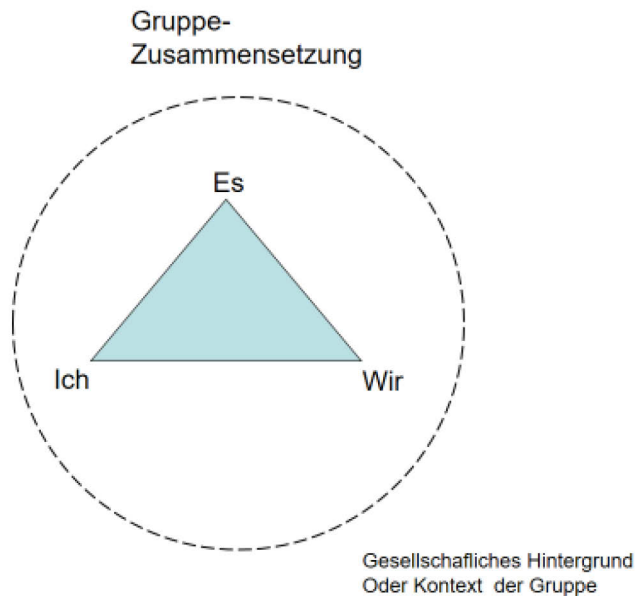 Gruppe-
Zusammensetzung
Es
Ich
Wir
Gesellschafliches Hintergrund
Oder Kontext der Gruppe